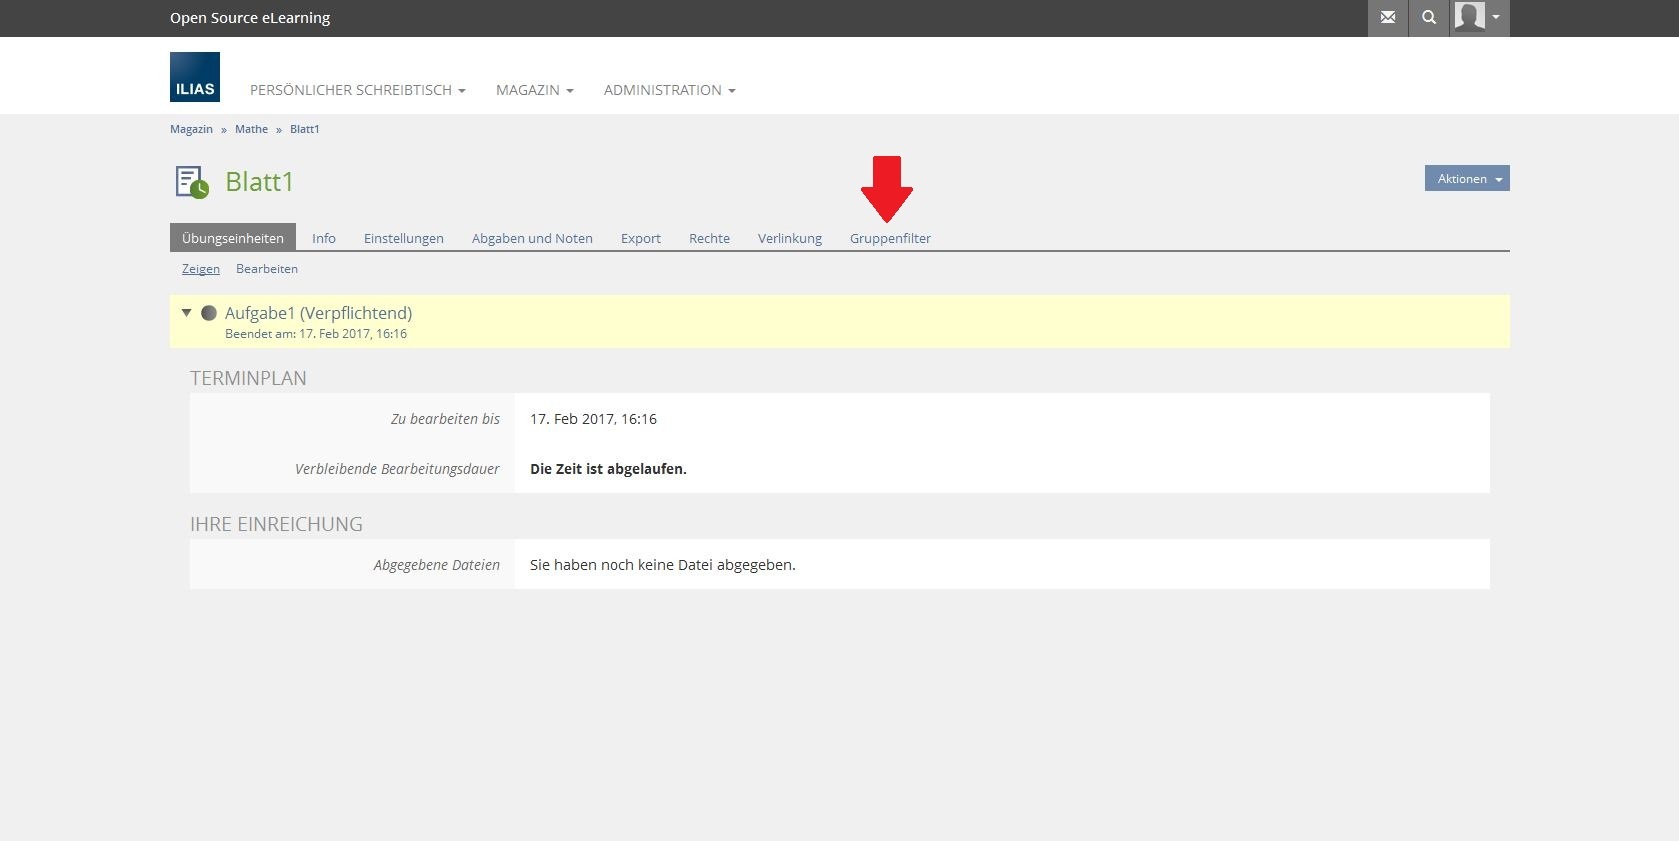 Open Source eLearning
ILIAS
PERSÖNLICHER SCHREIBTISCH MAGAZIN ADMINISTRATION
Magazin » Mathe » Blatt1
Blatt1
Aktionen
Übungseinheiten Info Einstellungen Abgaben und Noten Export Rechte Verlinkung Gruppenfilter
Zeigen Bearbeiten
Aufgabe1 (Verpflichtend)
Beendet am: 17. Feb 2017, 16:16
TERMINPLAN
Zu bearbeiten bis 17. Feb 2017, 16:16
Verbleibende Bearbeitungsdauer Die Zeit ist abgelaufen.
IHRE EINREICHUNG
Abgegebene Dateien Sie haben noch keine Datei abgegeben.